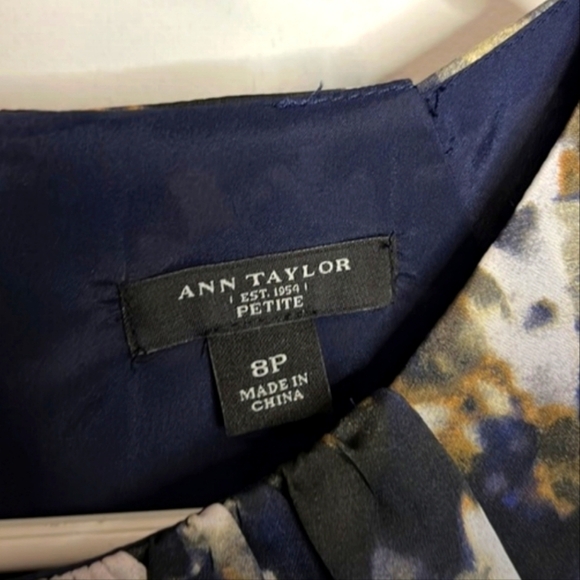 ANN TAYLOR
EST. 1954
PETITE
8P
MADE IN
CHINA